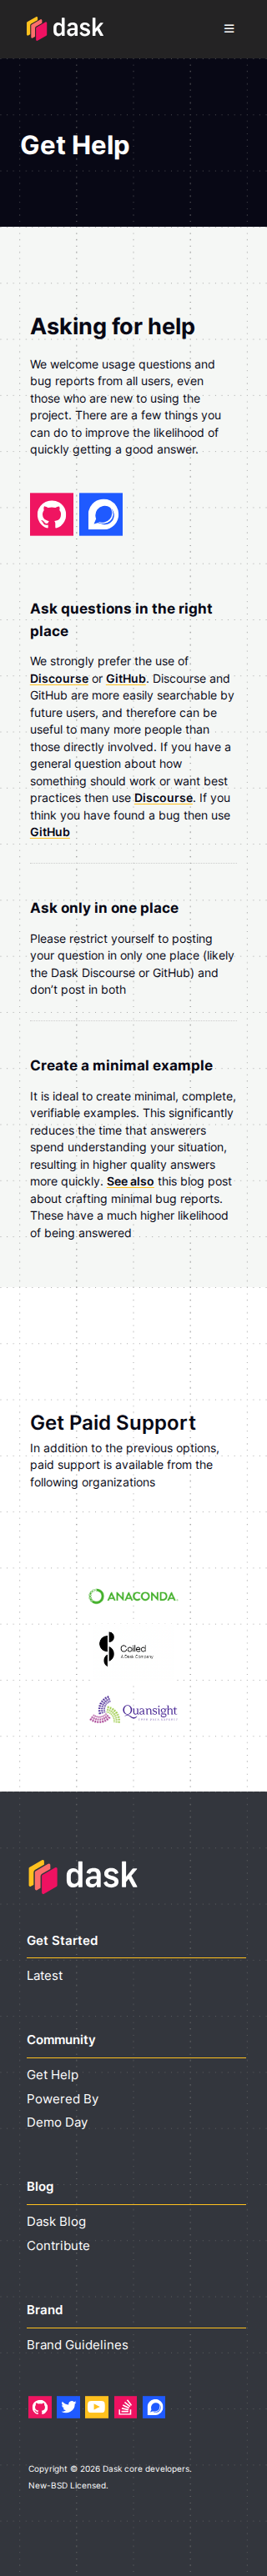 dask
Get Help
Asking for help
We welcome usage questions and
bug reports from all users, even
those who are new to using the
project. There are a few things you
can do to improve the likelihood of
quickly getting a good answer.
Ask questions in the right
place
We strongly prefer the use of
Discourse or GitHub. Discourse and
GitHub are more easily searchable by
future users, and therefore can be
useful to many more people than
those directly involved. If you have a
general question about how
something should work or want best
practices then use Discourse. If you
think you have found a bug then use
GitHub
Ask only in one place
Please restrict yourself to posting
your question in only one place (likely
the Dask Discourse or GitHub) and
don't post in both
Create a minimal example
It is ideal to create minimal, complete,
verifiable examples. This significantly
reduces the time that answerers
spend understanding your situation,
resulting in higher quality answers
more quickly. See also this blog post
about crafting minimal bug reports.
These have a much higher likelihood
of being answered
Get Paid Support
In addition to the previous options,
paid support is available from the
following organizations
ANACONDA
Coiled
A Dask Company
Quansight
dask
Get Started
Latest
Community
Get Help
Powered By
Demo Day
Blog
Dask Blog
Contribute
Brand
Brand Guidelines
Copyright © 2026 Dask core developers.
New-BSD Licensed.